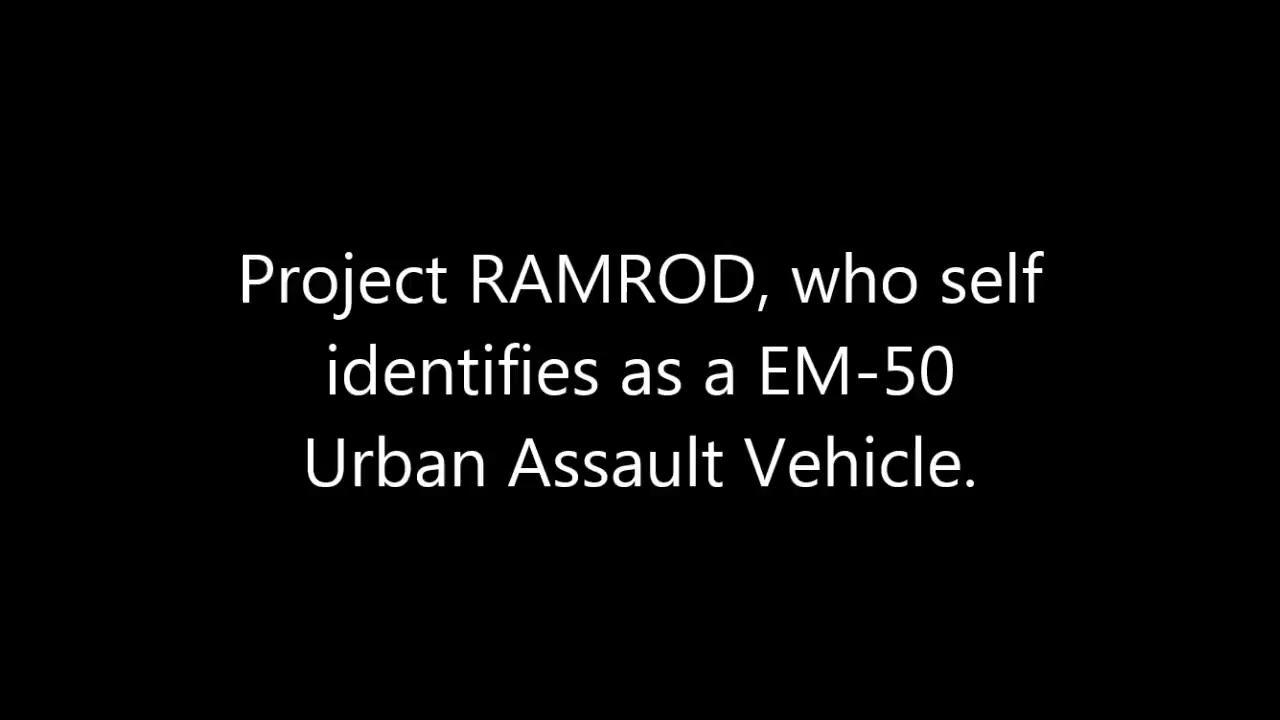 Project RAMROD, who self
identifies as a EM-50
Urban Assault Vehicle.